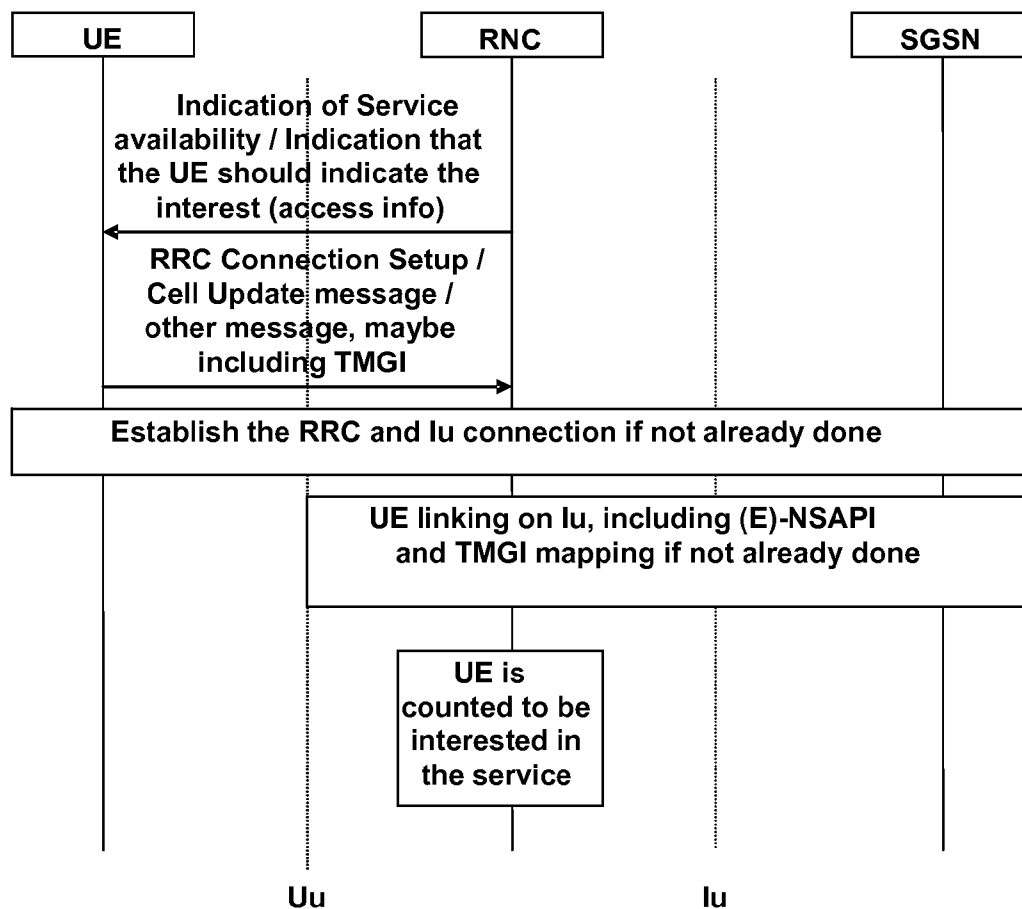 UE
RNC
SGSN
Indication of Service
availability / Indication that
the UE should indicate the
interest (access info)
RRC Connection Setup /
Cell Update message /
other message, maybe
including TMGI
Establish the RRC and Iu connection if not already done
UE linking on Iu, including (E)-NSAPI
and TMGI mapping if not already done
UE is
counted to be
interested in
the service
Uu
Iu